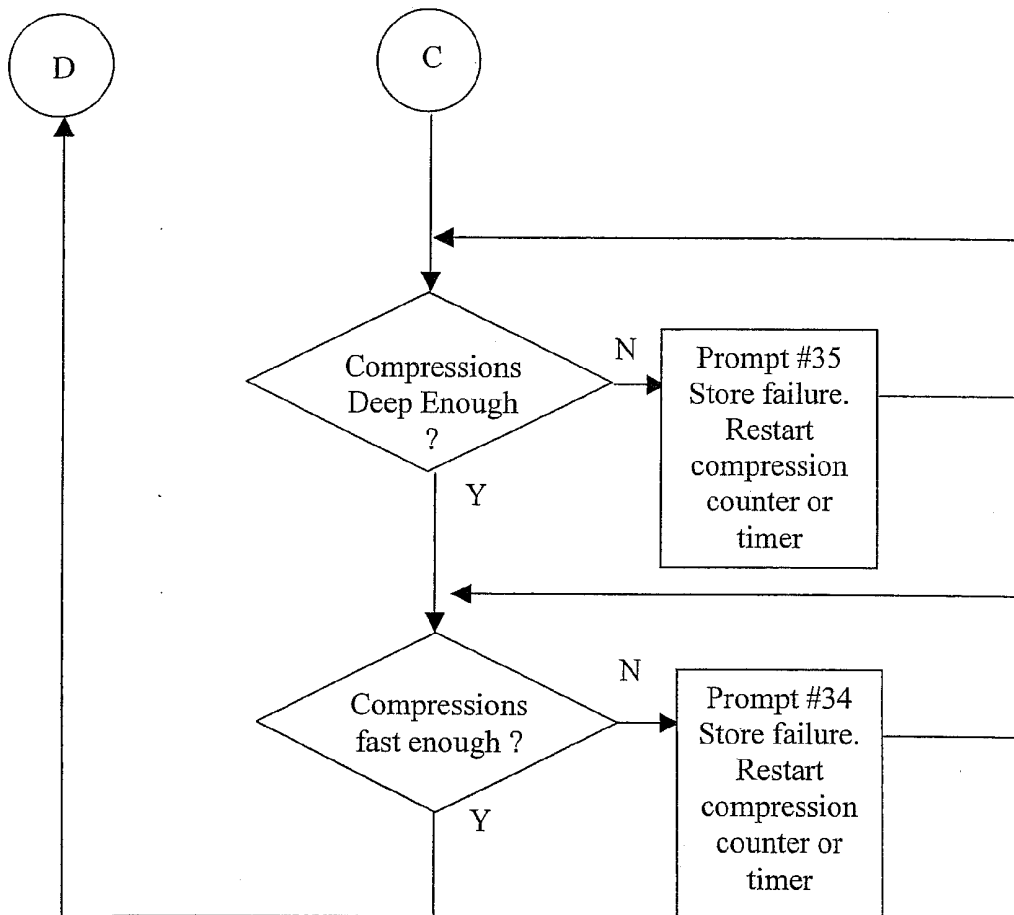 D
C
Compressions
Deep Enough
?
N
Prompt #35
Store failure.
Restart
compression
counter or
timer
Y
Compressions
fast enough ?
N
Prompt #34
Store failure.
Restart
compression
counter or
timer
Y